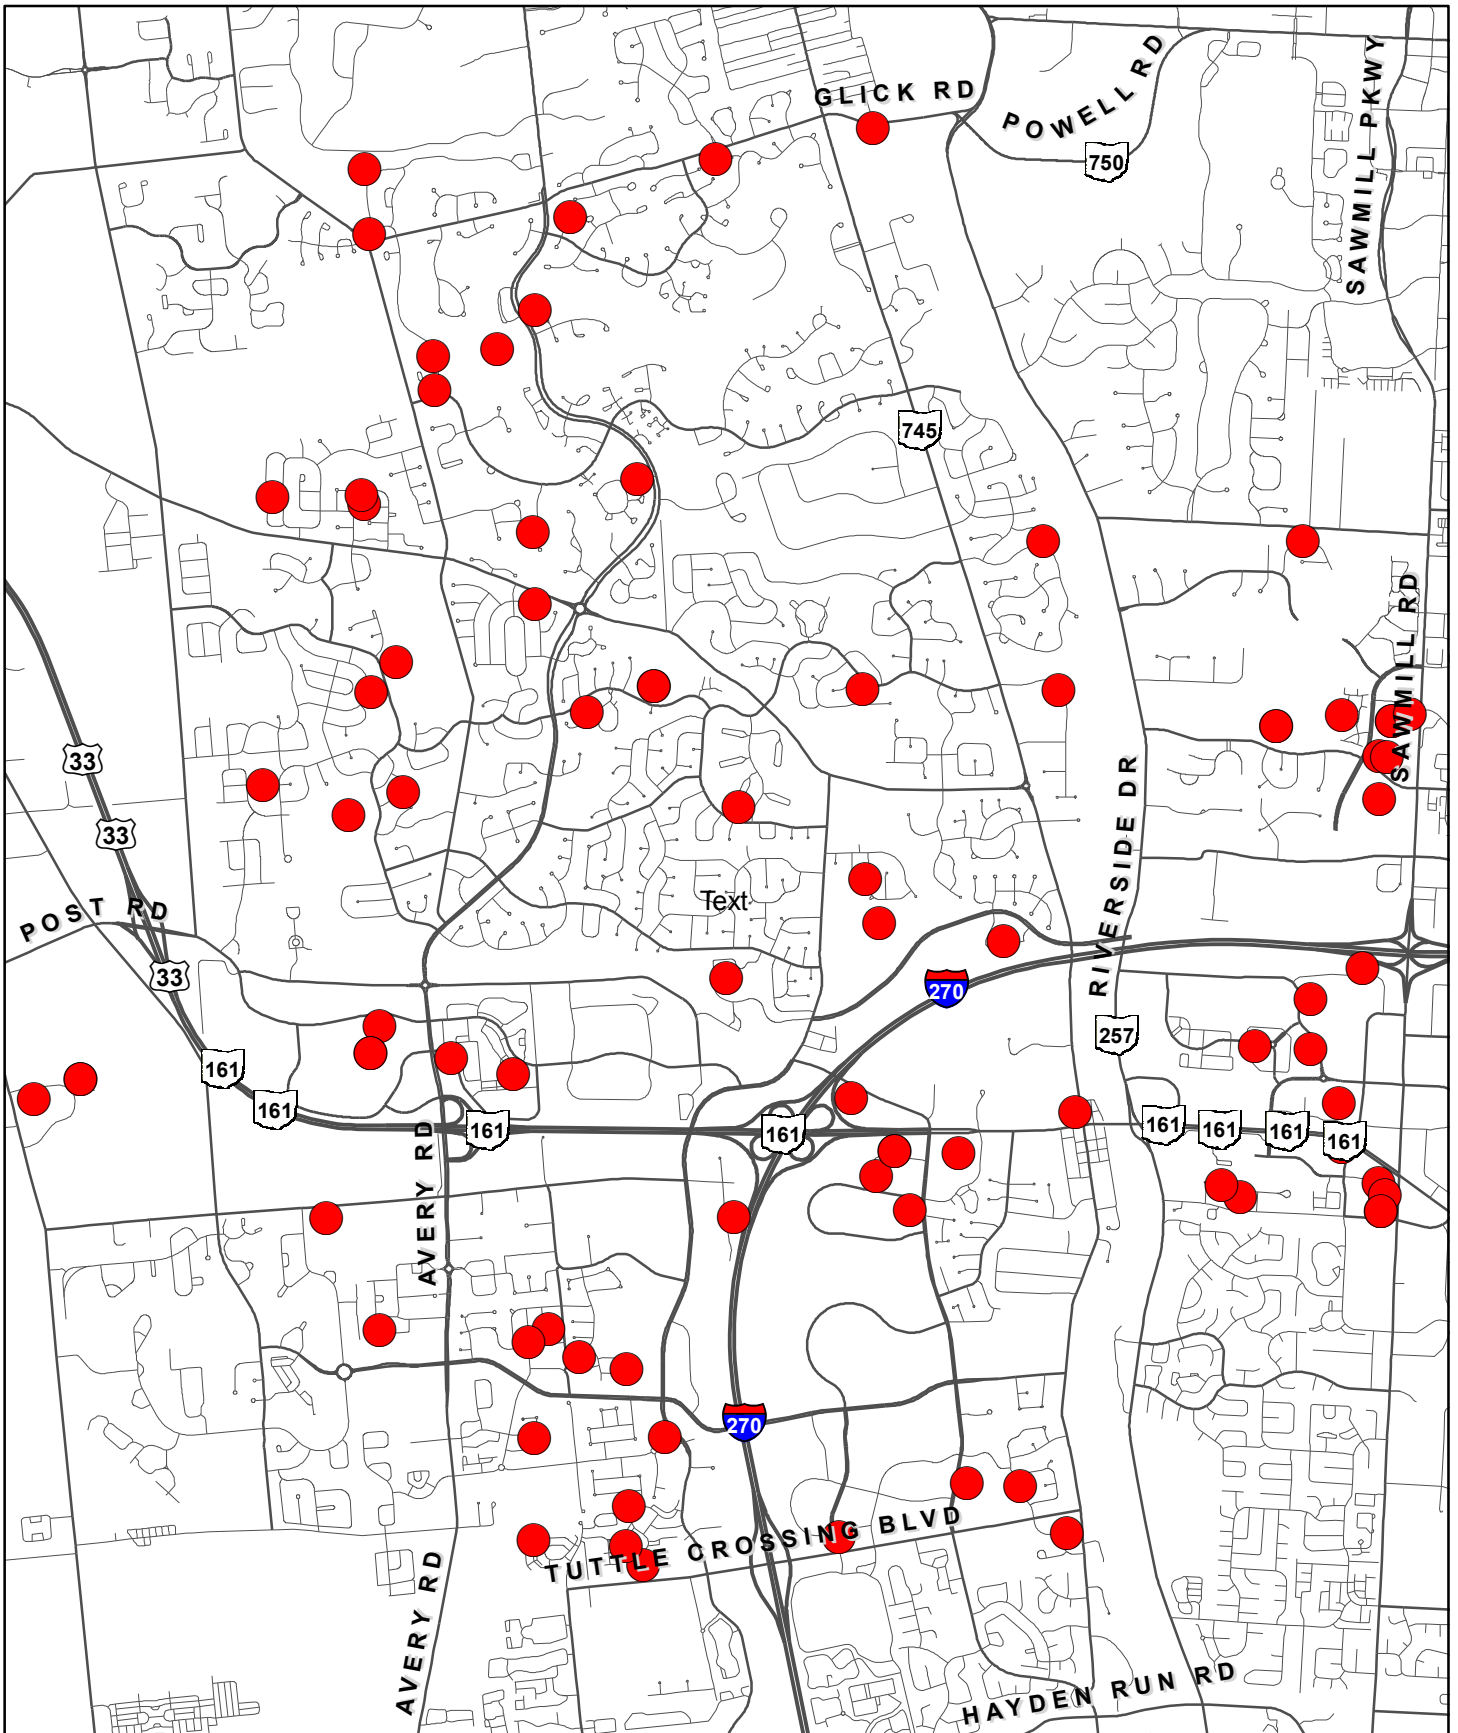 GLICK RD
POWELL RD
SAWMILL PKWY
750
745
SAWMILL RD
33
33
RIVERSIDE DR
Text
POST RD
33
270
257
161
161
161
161
161
161
161
161
AVERY RD
270
TUTTLE CROSSING BLVD
AVERY RD
HAYDEN RUN RD